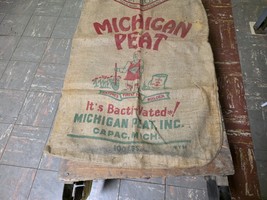 MICHIGAN
PEAT
It's Bactivated!
MICHIGAN PEAT, INC.
CAPAC, MICH.